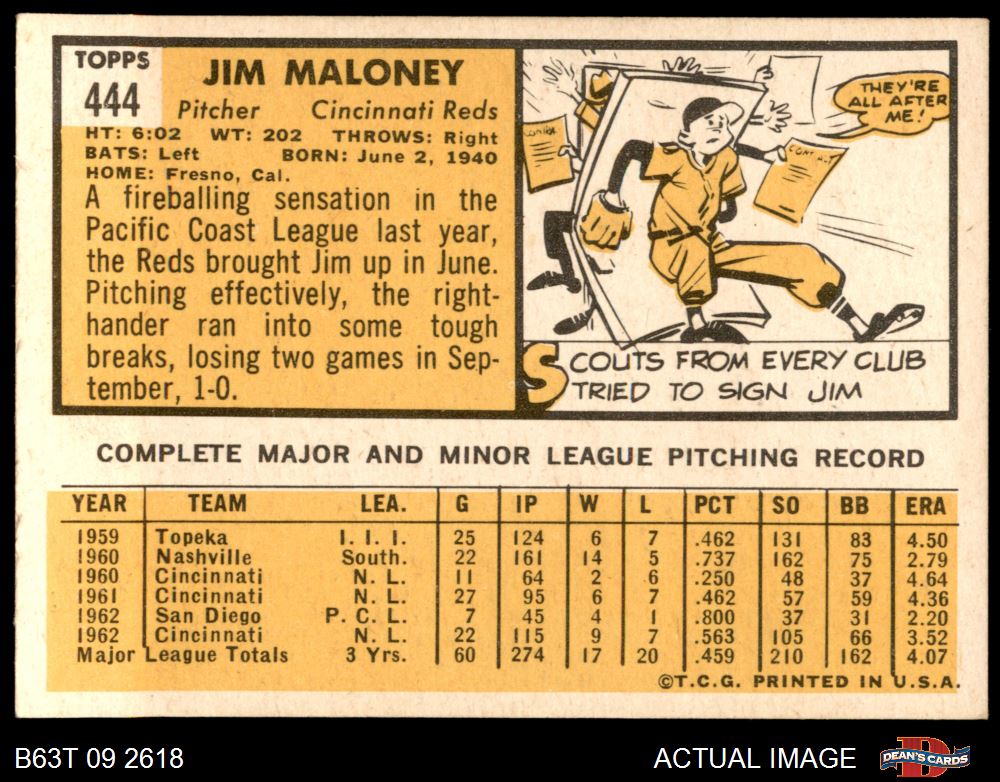 TOPPS
444
JIM MALONEY
Pitcher Cincinnati Reds
HT: 6:02 WT: 202 THROWS: Right
BATS: Left BORN: June 2, 1940
HOME: Fresno, Cal.
A fireballing sensation in the
Pacific Coast League last year,
the Reds brought Jim up in June.
Pitching effectively, the right-
hander ran into some tough
breaks, losing two games in Sep-
tember, 1-0.
THEY'RE
ALL AFTER
ME!
CONTRACT
SCOUTS FROM EVERY CLUB
TRIED TO SIGN JIM
COMPLETE MAJOR AND MINOR LEAGUE PITCHING RECORD
YEAR TEAM LEA. G IP W L PCT SO BB ERA
1959 Topeka I. I. I. 25 124 6 7 .462 131 83 4.50
1960 Nashville South. 22 161 14 5 .737 162 75 2.79
1960 Cincinnati N. L. 11 64 2 6 .250 48 37 4.64
1961 Cincinnati N. L. 27 95 6 7 .462 57 59 4.36
1962 San Diego P. C. L. 7 45 4 1 .800 37 31 2.20
1962 Cincinnati N. L. 22 115 9 7 .563 105 66 3.52
Major League Totals 3 Yrs. 60 274 17 20 .459 210 162 4.07
©T.C.G. PRINTED IN U.S.A.
B63T 09 2618
ACTUAL IMAGE
DEAN'S CARDS